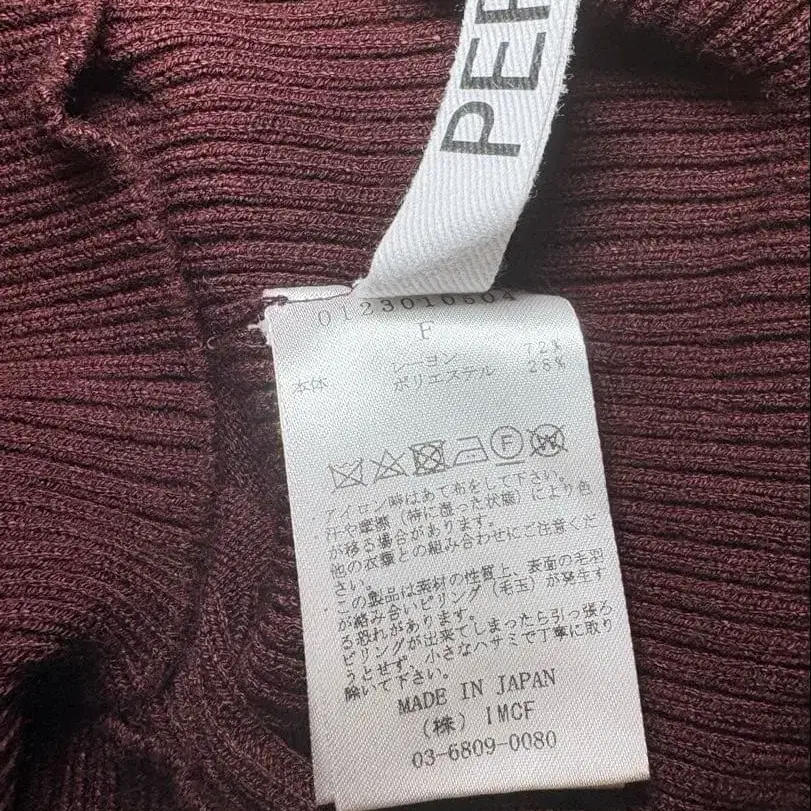 PER
0123010604
F
本体 レーヨン 72%
ポリエステル 28%
F
W
・アイロン時はあて布をして下さい。
・汗や摩擦(特に湿った状態)により色
が移る場合があります。
他の衣類との組み合わせにご注意くだ
さい。
・この製品は素材の性質上、表面の毛羽
が絡み合いピリング(毛玉)が発生す
る恐れがあります。
ピリングが出来てしまったら引っ張ろ
うとせず、小さなハサミで丁寧に取り
除いて下さい。
MADE IN JAPAN
(株) IMCF
03-6809-0080